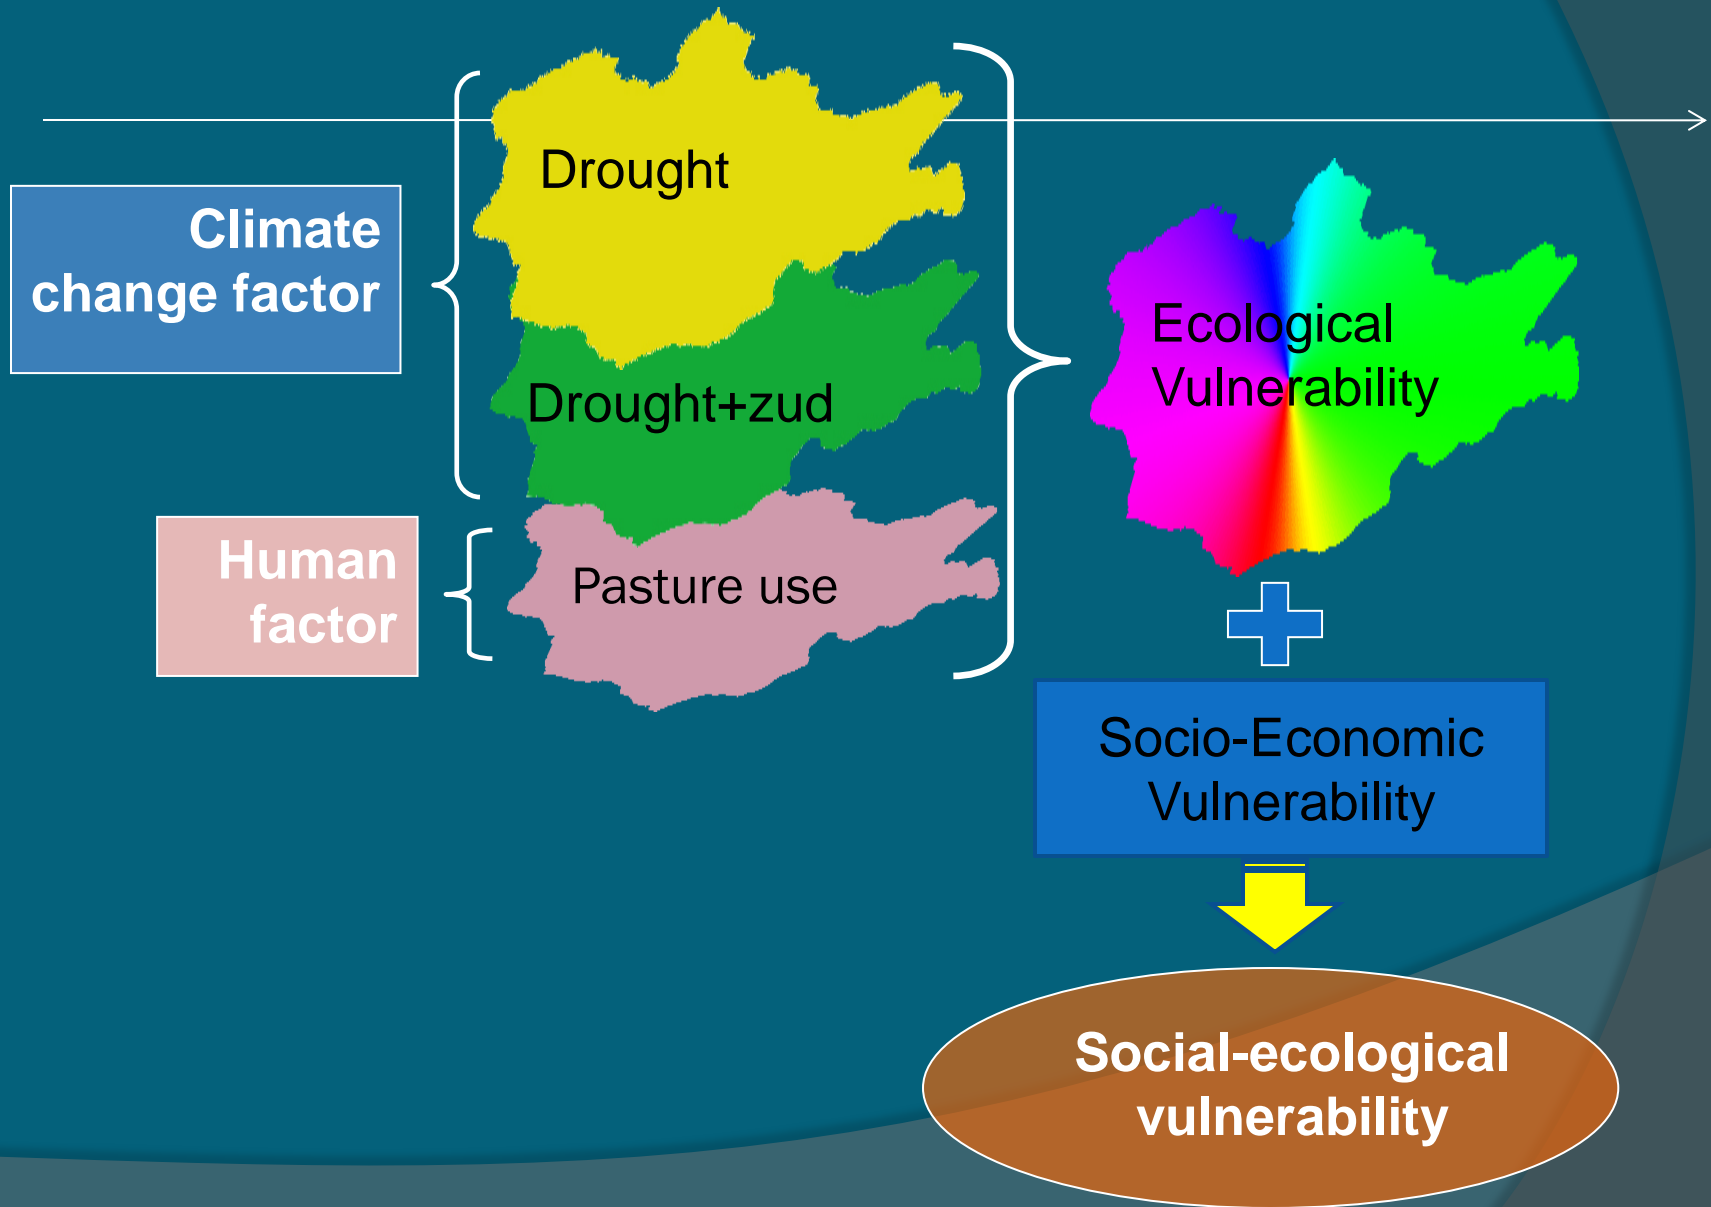 Climate
change factor
Human
factor
Drought
Drought+zud
Pasture use
Ecological
Vulnerability
Socio-Economic
Vulnerability
Social-ecological
vulnerability